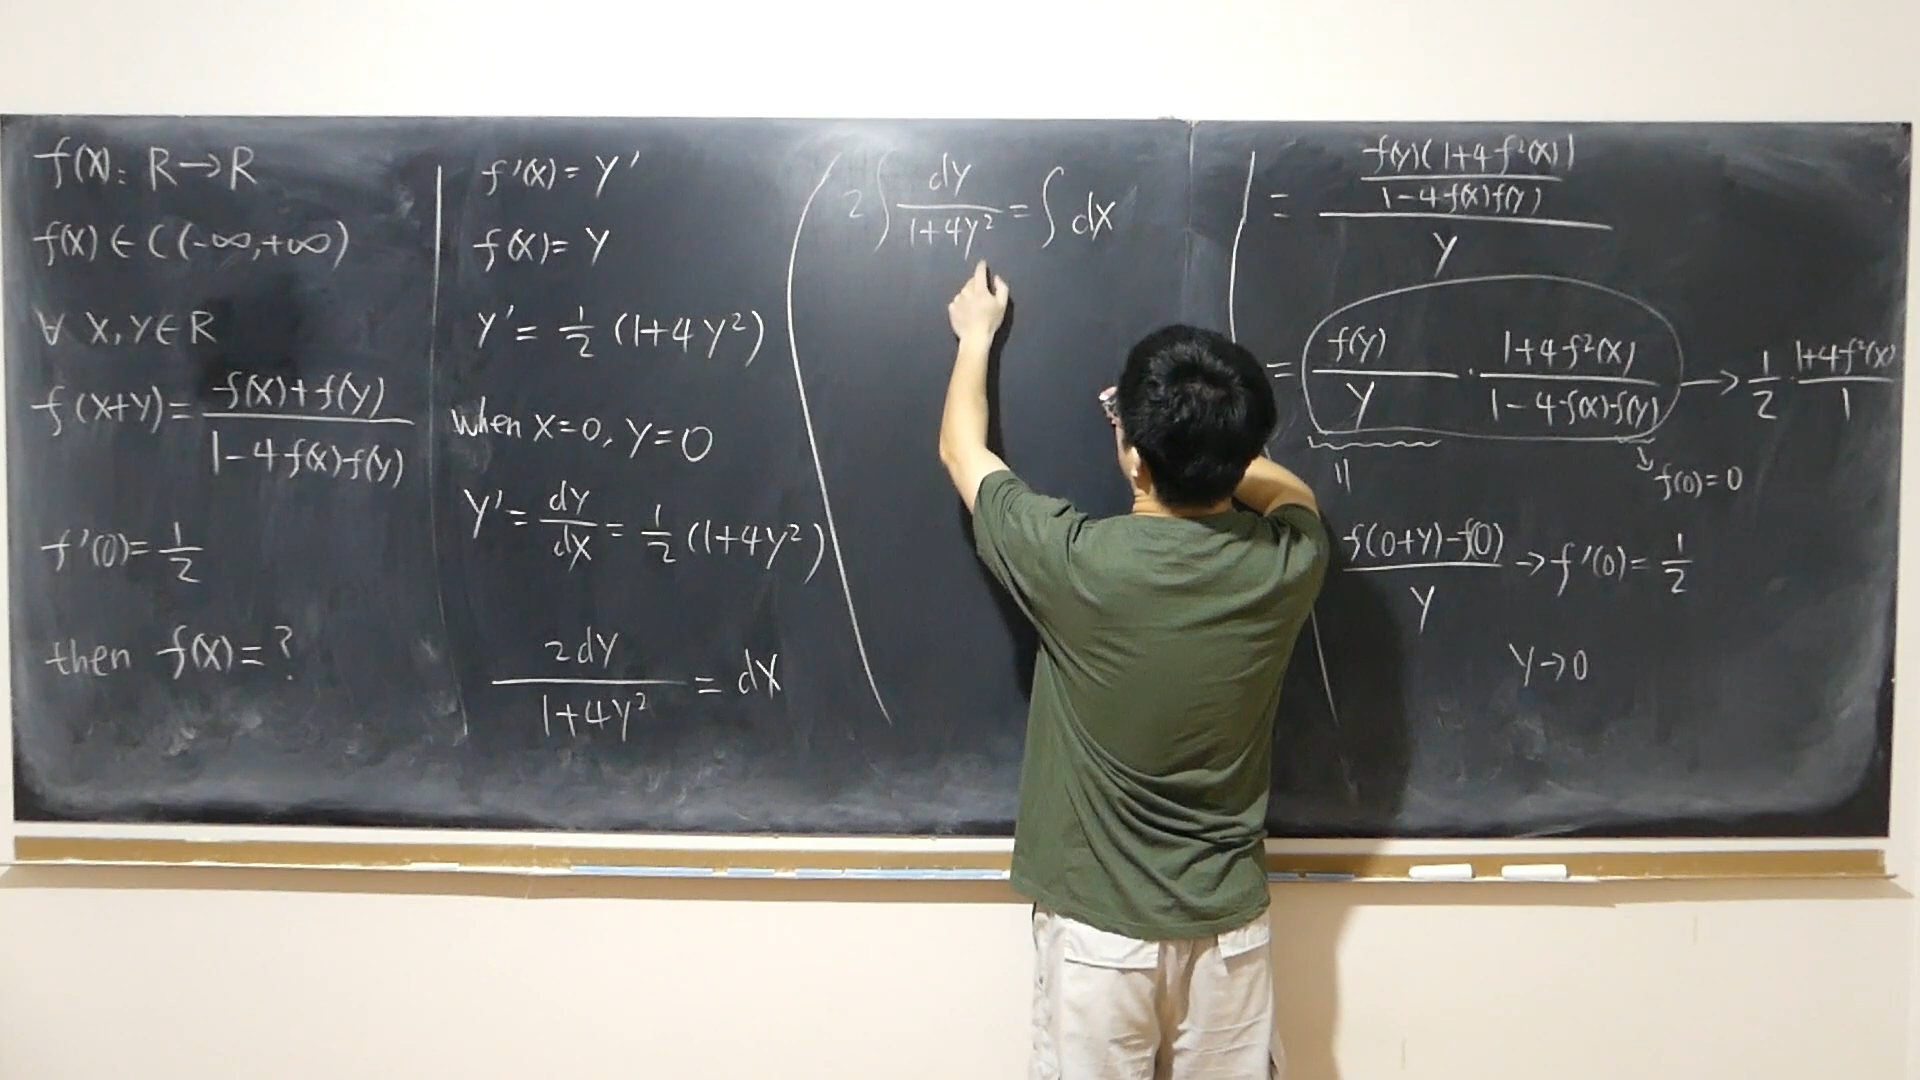 f(x): R→R
f(x) ∈ C(-∞,+∞)
∀ x,y∈R
f(x+y)= (f(x)+f(y))/(1-4f(x)f(y))
f'(0)= 1/2
then f(x)=?
f'(x)=y'
f(x)=y
y'= 1/2 (1+4y²)
when x=0, y=0
y'= dy/dx = 1/2 (1+4y²)
2dy/(1+4y²) = dx
2∫ dy/(1+4y²) = ∫ dx
= (f(y)(1+4f²(x))/(1-4f(x)f(y)))/y
= f(y)/y · (1+4f²(x))/(1-4f(x)f(y)) → 1/2 · (1+4f²(x))/1
|| ↘ f(0)=0
(f(0+y)-f(0))/y → f'(0)= 1/2
y→0